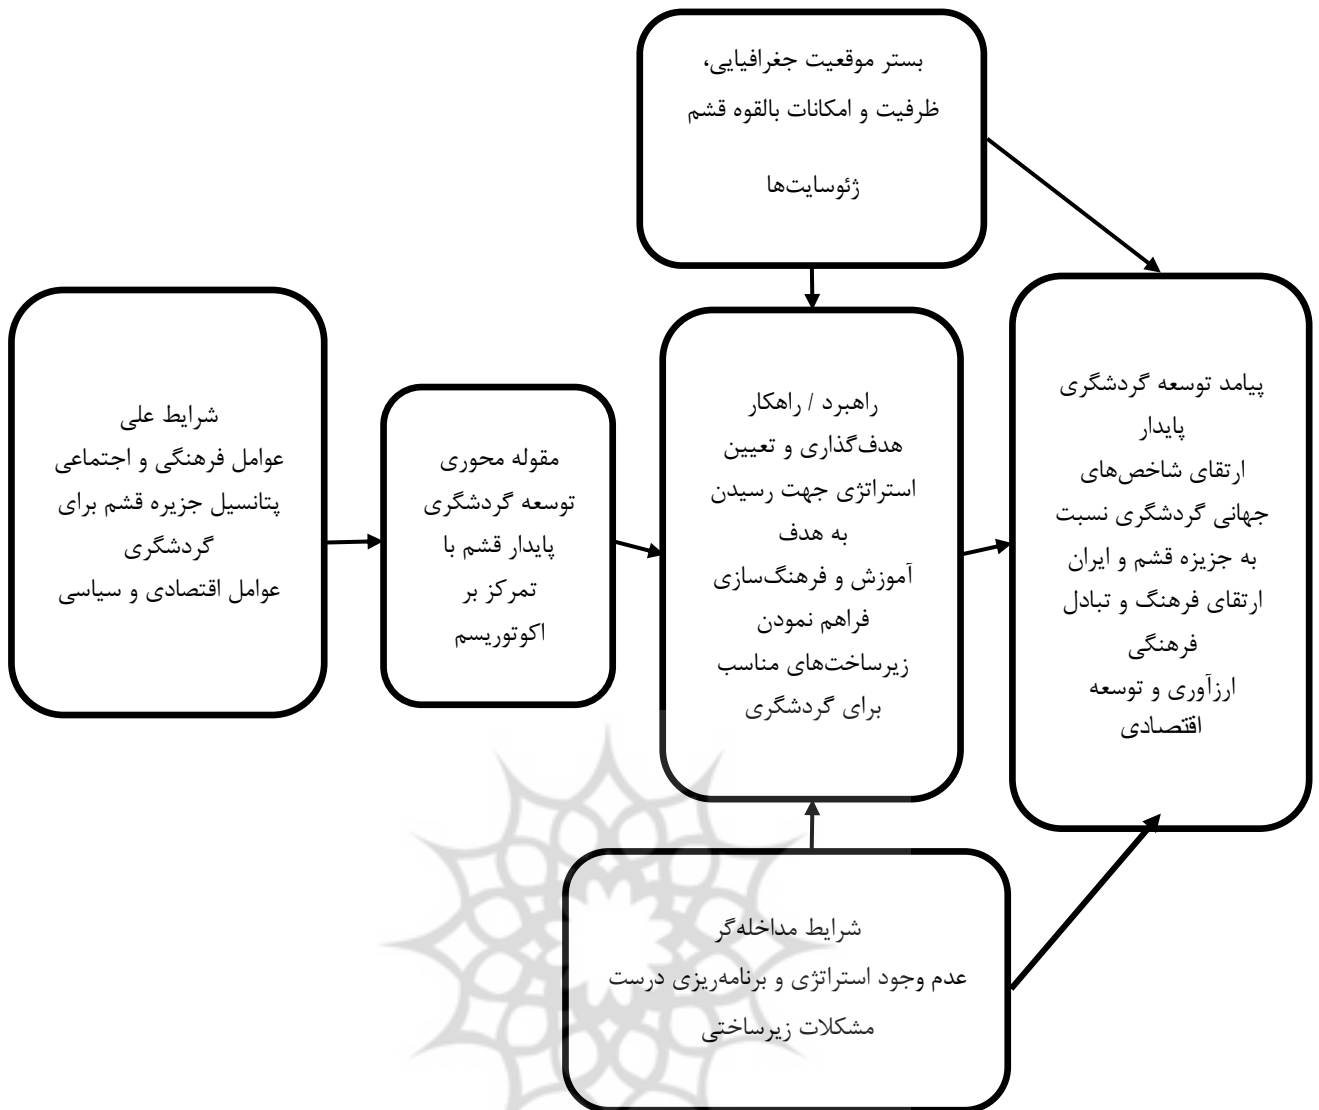 بستر موقعیت جغرافیایی،
ظرفیت و امکانات بالقوه قشم
ژئوسایت‌ها
شرایط علی
عوامل فرهنگی و اجتماعی
پتانسیل جزیره قشم برای
گردشگری
عوامل اقتصادی و سیاسی
مقوله محوری
توسعه گردشگری
پایدار قشم با
تمرکز بر
اکوتوریسم
راهبرد / راهکار
هدف‌گذاری و تعیین
استراتژی جهت رسیدن
به هدف
آموزش و فرهنگ‌سازی
فراهم نمودن
زیرساخت‌های مناسب
برای گردشگری
پیامد توسعه گردشگری
پایدار
ارتقای شاخص‌های
جهانی گردشگری نسبت
به جزیزه قشم و ایران
ارتقای فرهنگ و تبادل
فرهنگی
ارزآوری و توسعه
اقتصادی
شرایط مداخله‌گر
عدم وجود استراتژی و برنامه‌ریزی درست
مشکلات زیرساختی